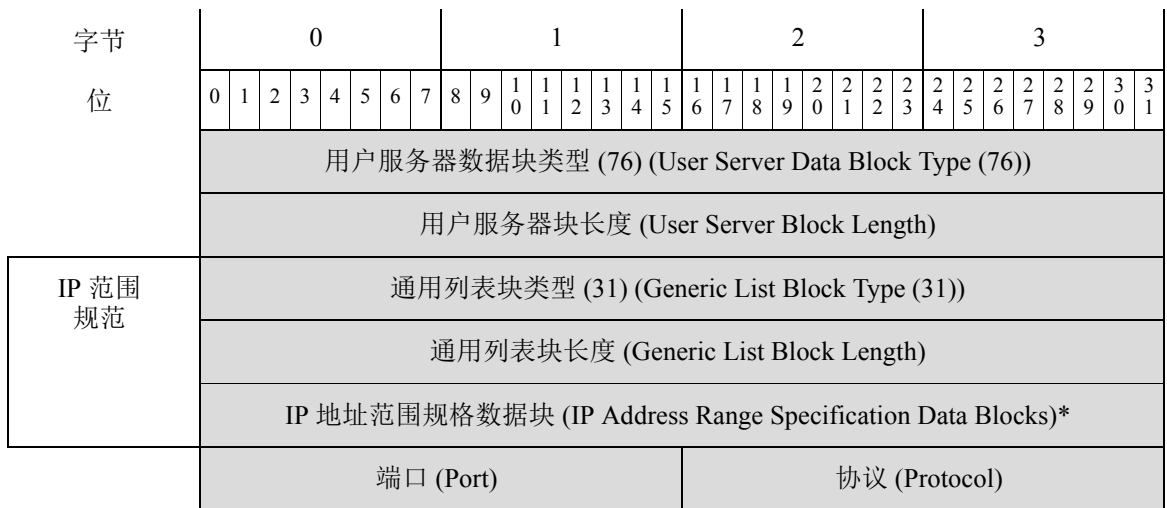 字节 0 1 2 3
位 0 1 2 3 4 5 6 7 8 9 10 11 12 13 14 15 16 17 18 19 20 21 22 23 24 25 26 27 28 29 30 31
用户服务器数据块类型 (76) (User Server Data Block Type (76))
用户服务器块长度 (User Server Block Length)
IP 范围
规范
通用列表块类型 (31) (Generic List Block Type (31))
通用列表块长度 (Generic List Block Length)
IP 地址范围规格数据块 (IP Address Range Specification Data Blocks)*
端口 (Port) 协议 (Protocol)